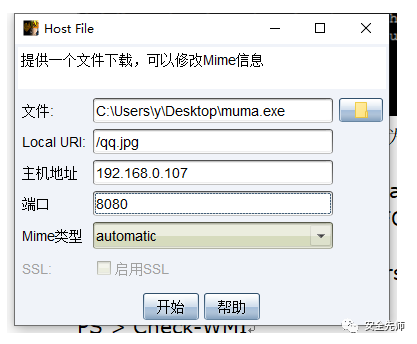 Host File
提供一个文件下载，可以修改Mime信息
文件: C:\Users\y\Desktop\muma.exe
Local URI: /qq.jpg
主机地址 192.168.0.107
端口 8080
Mime类型 automatic
SSL: 启用SSL
开始 帮助
PS > Check-WMI
安全先师